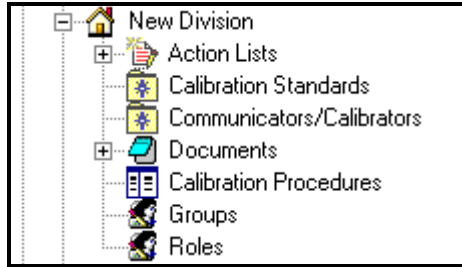 New Division
Action Lists
Calibration Standards
Communicators/Calibrators
Documents
Calibration Procedures
Groups
Roles